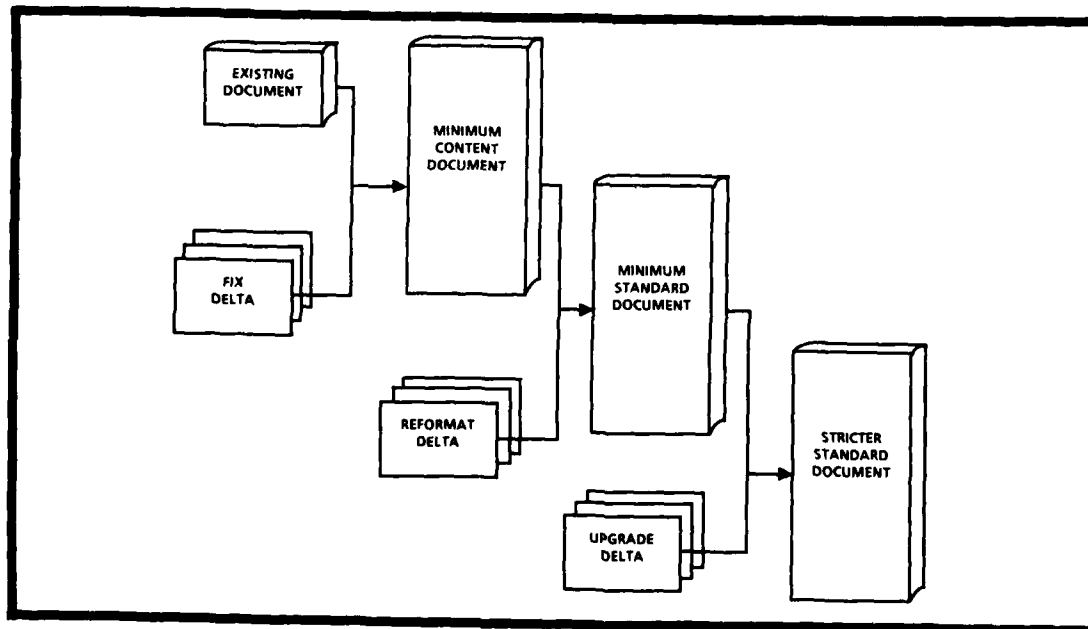 EXISTING
DOCUMENT
MINIMUM
CONTENT
DOCUMENT
FIX
DELTA
MINIMUM
STANDARD
DOCUMENT
REFORMAT
DELTA
STRICTER
STANDARD
DOCUMENT
UPGRADE
DELTA